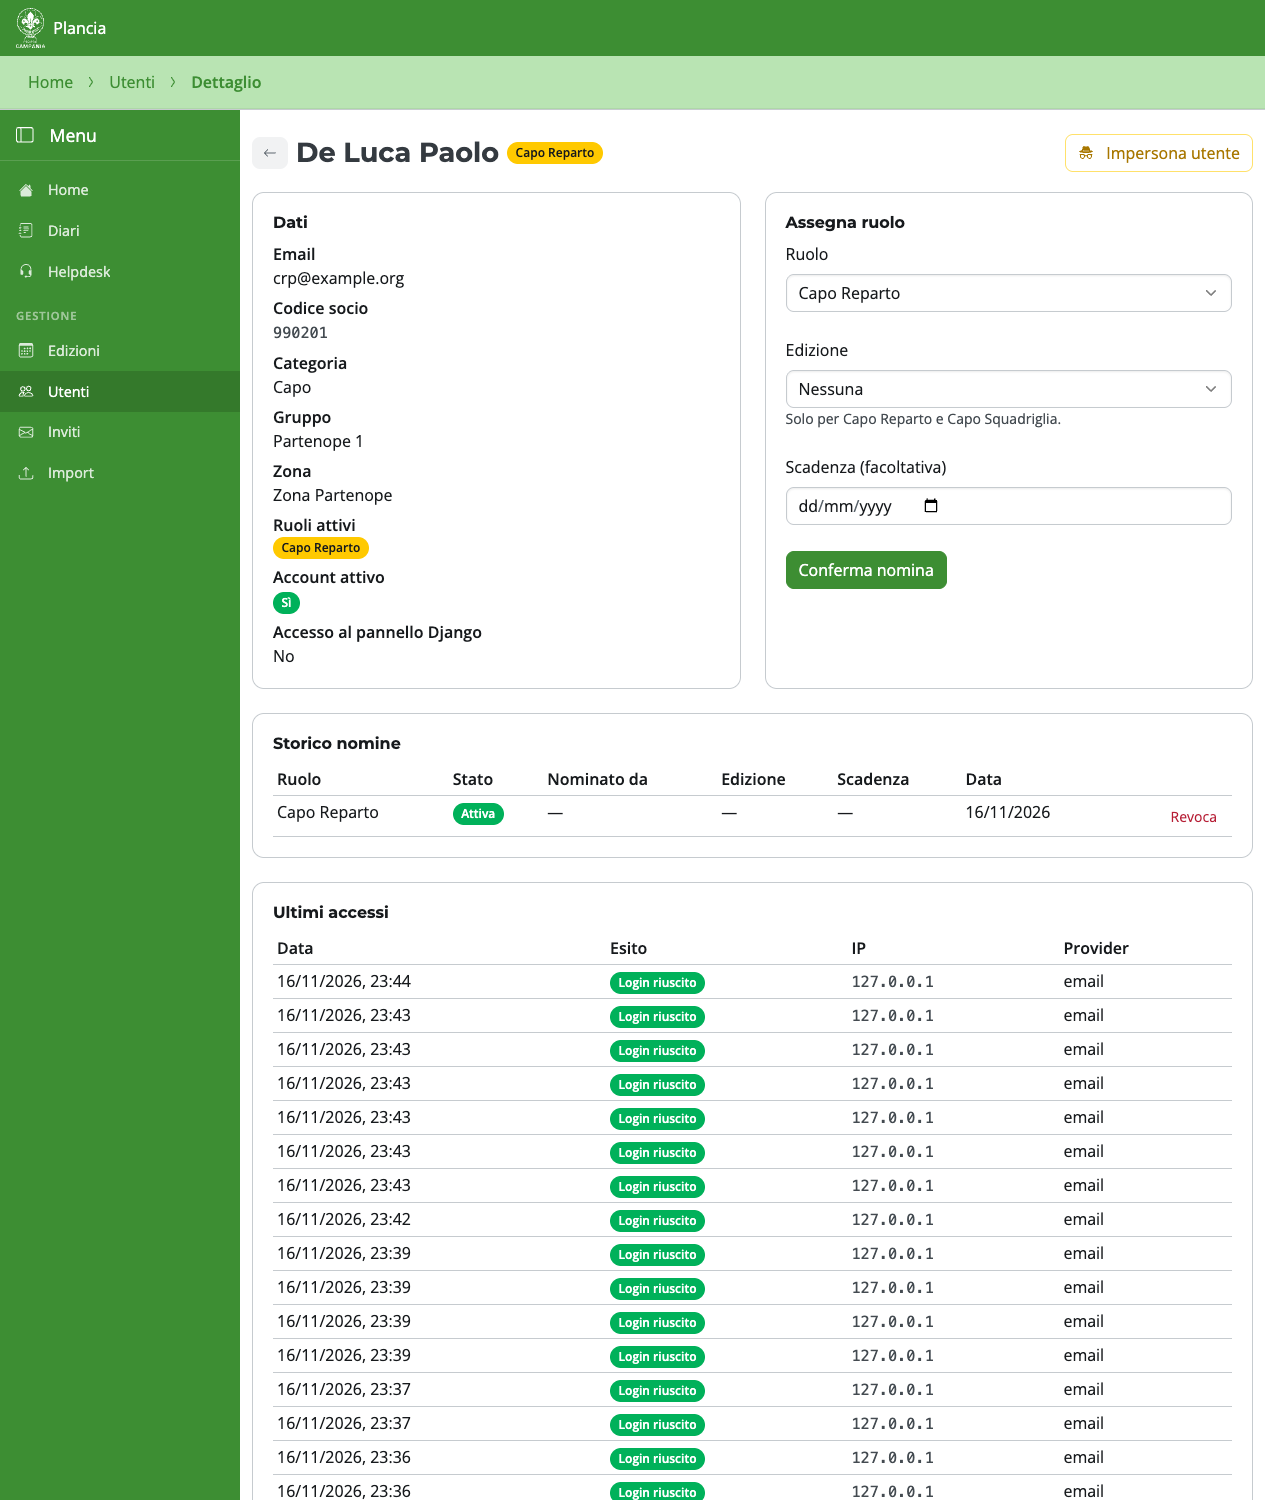 CAMPANIA
Plancia
Home > Utenti > Dettaglio
Menu
Home
Diari
Helpdesk
GESTIONE
Edizioni
Utenti
Inviti
Import
← De Luca Paolo Capo Reparto
Impersona utente
Dati
Email
crp@example.org
Codice socio
990201
Categoria
Capo
Gruppo
Partenope 1
Zona
Zona Partenope
Ruoli attivi
Capo Reparto
Account attivo
Sì
Accesso al pannello Django
No
Assegna ruolo
Ruolo
Capo Reparto
Edizione
Nessuna
Solo per Capo Reparto e Capo Squadriglia.
Scadenza (facoltativa)
dd/mm/yyyy
Conferma nomina
Storico nomine
Ruolo Stato Nominato da Edizione Scadenza Data
Capo Reparto Attiva — — — 16/11/2026 Revoca
Ultimi accessi
Data Esito IP Provider
16/11/2026, 23:44 Login riuscito 127.0.0.1 email
16/11/2026, 23:43 Login riuscito 127.0.0.1 email
16/11/2026, 23:43 Login riuscito 127.0.0.1 email
16/11/2026, 23:43 Login riuscito 127.0.0.1 email
16/11/2026, 23:43 Login riuscito 127.0.0.1 email
16/11/2026, 23:43 Login riuscito 127.0.0.1 email
16/11/2026, 23:43 Login riuscito 127.0.0.1 email
16/11/2026, 23:42 Login riuscito 127.0.0.1 email
16/11/2026, 23:39 Login riuscito 127.0.0.1 email
16/11/2026, 23:39 Login riuscito 127.0.0.1 email
16/11/2026, 23:39 Login riuscito 127.0.0.1 email
16/11/2026, 23:39 Login riuscito 127.0.0.1 email
16/11/2026, 23:37 Login riuscito 127.0.0.1 email
16/11/2026, 23:37 Login riuscito 127.0.0.1 email
16/11/2026, 23:36 Login riuscito 127.0.0.1 email
16/11/2026, 23:36 Login riuscito 127.0.0.1 email